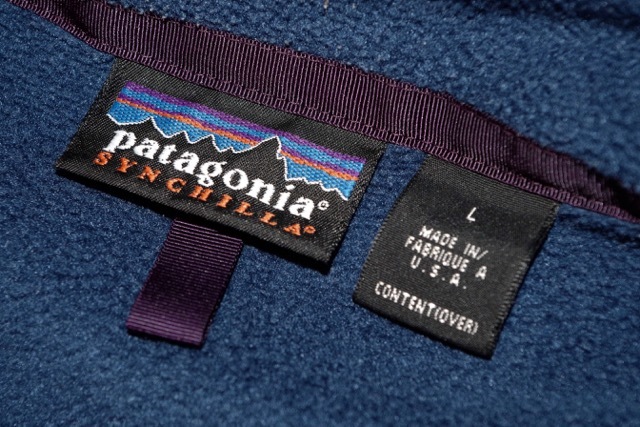 patagonia®
SYNCHILLA®
L
MADE IN/
FABRIQUE A
U.S.A.
CONTENT(OVER)